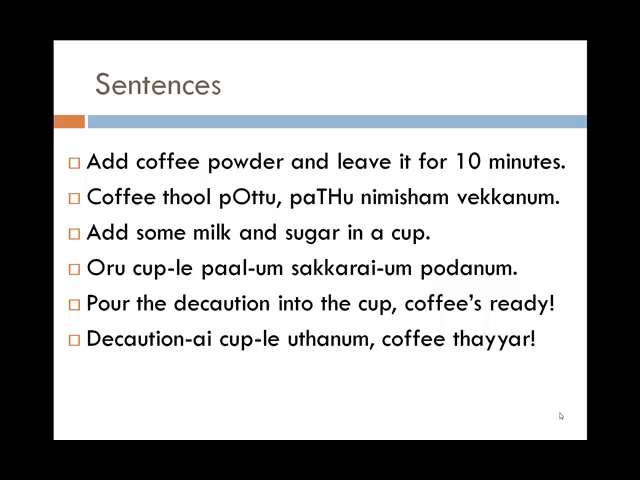 Sentences
Add coffee powder and leave it for 10 minutes.
Coffee thool pOttu, paTHu nimisham vekkanum.
Add some milk and sugar in a cup.
Oru cup-le paal-um sakkarai-um podanum.
Pour the decaution into the cup, coffee's ready!
Decaution-ai cup-le uthanum, coffee thayyar!